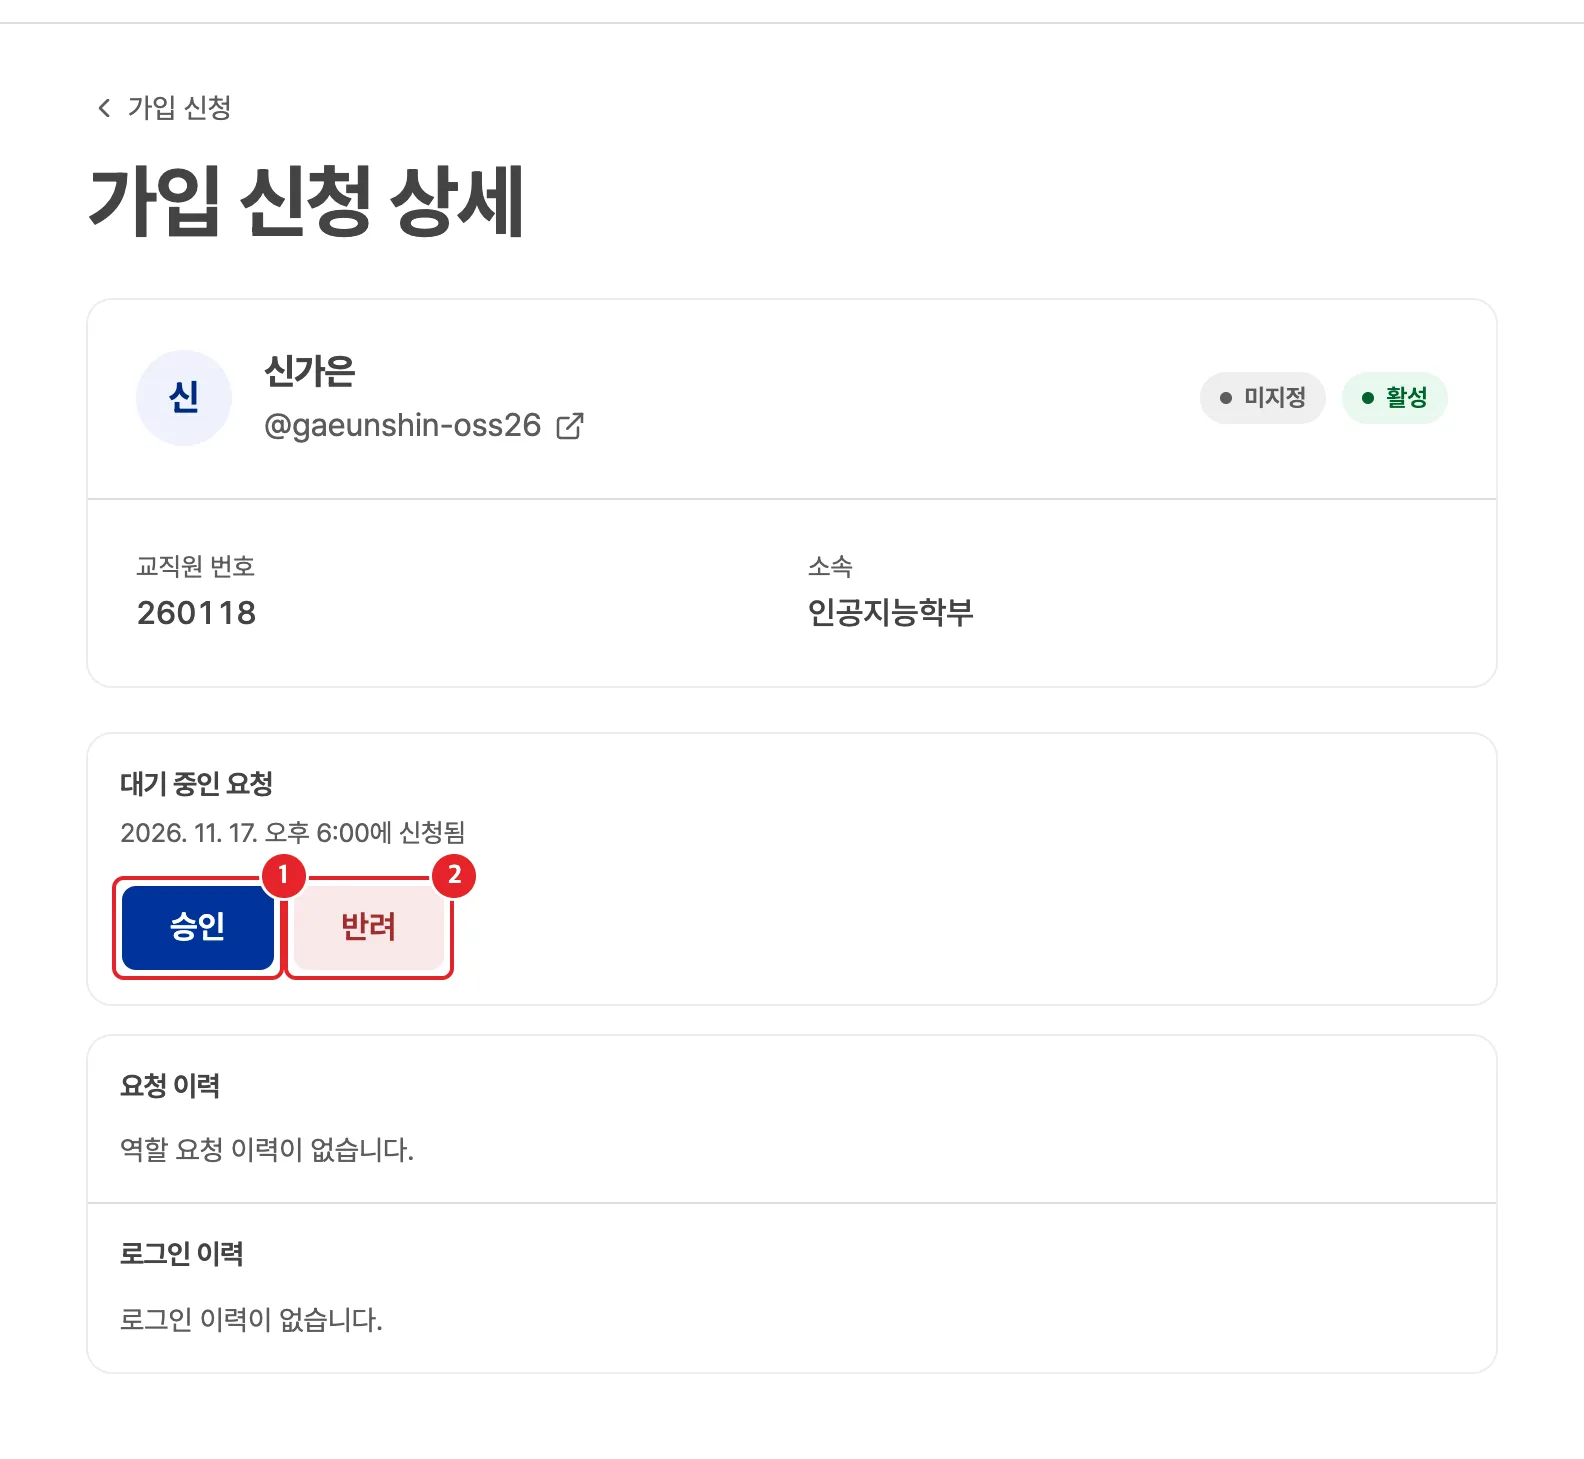 가입 신청
가입 신청 상세
신
신가은
@gaeunshin-oss26
미지정
활성
교직원 번호
260118
소속
인공지능학부
대기 중인 요청
2026. 11. 17. 오후 6:00에 신청됨
1
승인
2
반려
요청 이력
역할 요청 이력이 없습니다.
로그인 이력
로그인 이력이 없습니다.